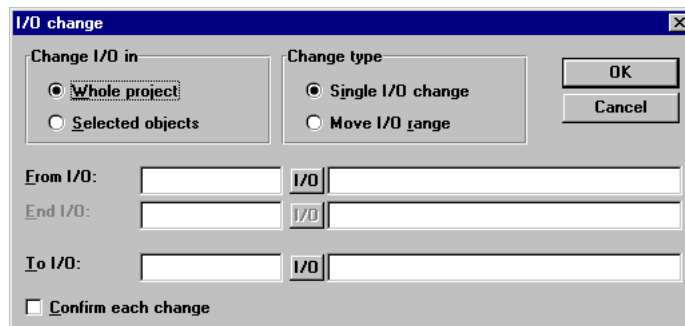 I/O change
Change I/O in
Whole project
Selected objects
Change type
Single I/O change
Move I/O range
OK
Cancel
From I/O:
I/O
End I/O:
I/O
To I/O:
I/O
Confirm each change